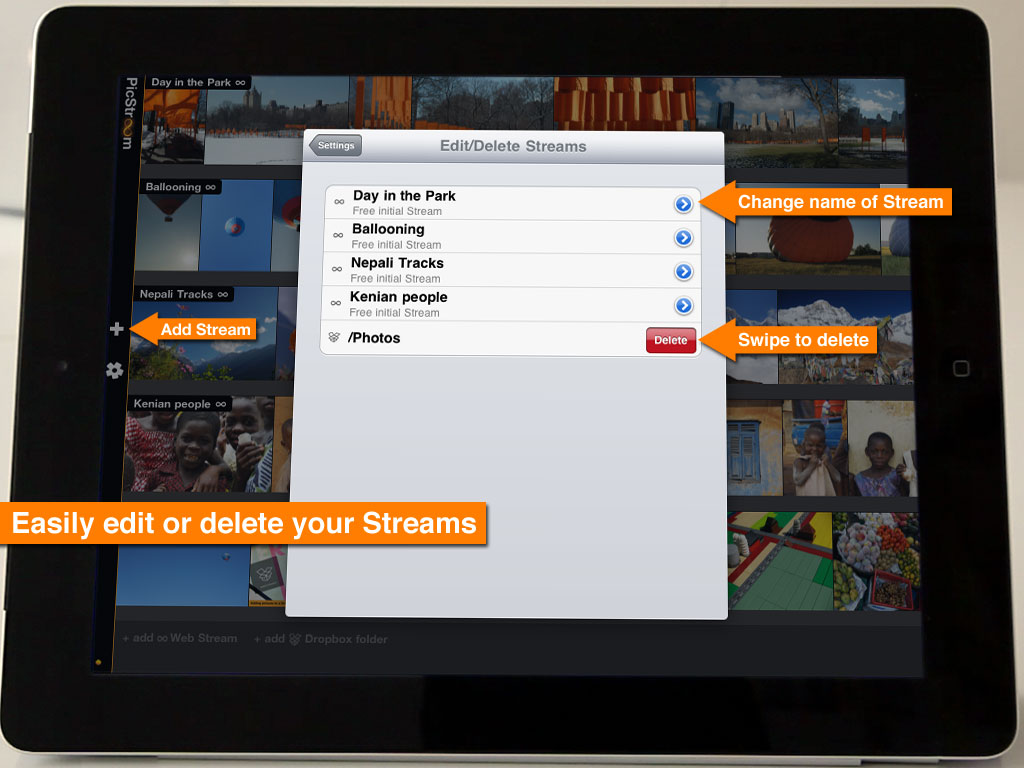 PicStroom
Day in the Park ∞
Ballooning ∞
Nepali Tracks ∞
Kenian people ∞
Settings
Edit/Delete Streams
∞ Day in the Park
Free initial Stream
∞ Ballooning
Free initial Stream
∞ Nepali Tracks
Free initial Stream
∞ Kenian people
Free initial Stream
/Photos
Delete
Change name of Stream
Add Stream
Swipe to delete
Easily edit or delete your Streams
+ add ∞ Web Stream + add Dropbox folder